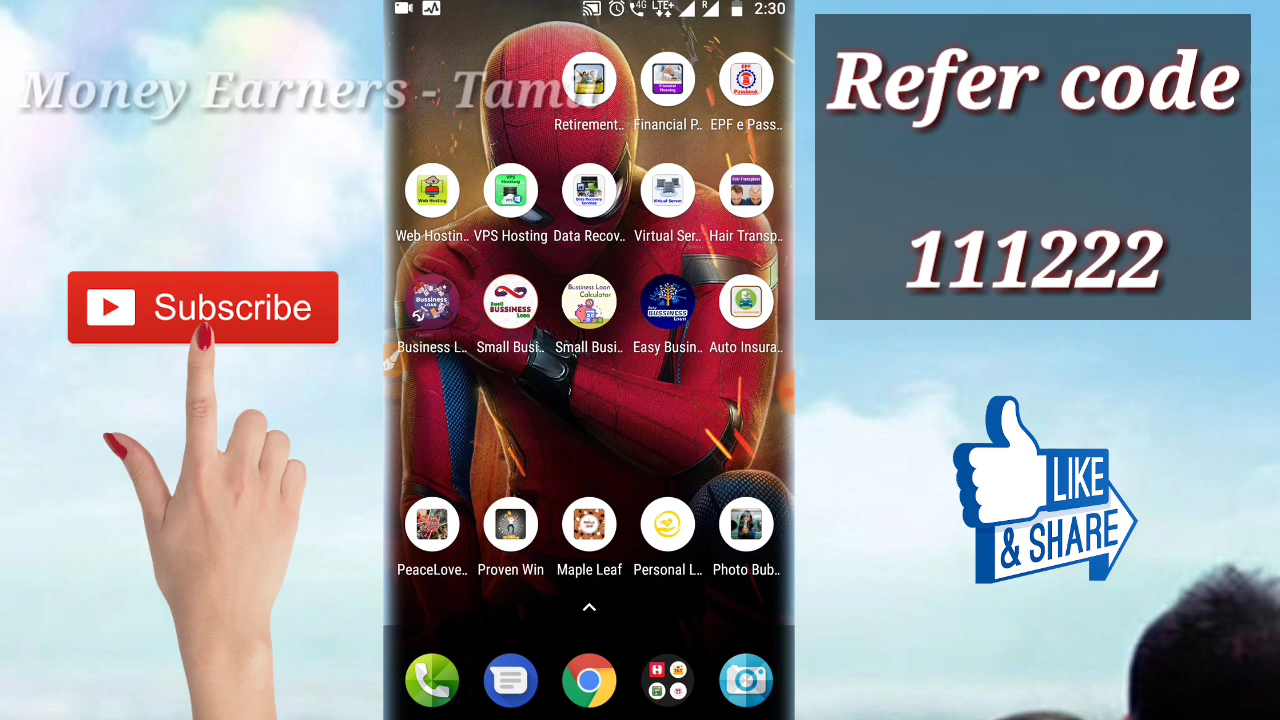 Money Earners - Tamil
2:30
4G LTE+ R
Retirement.. Financial P.. EPF e Pass..
Web Hostin.. VPS Hosting Data Recov.. Virtual Ser.. Hair Transp..
Business L.. Small Busi.. Small Busi.. Easy Busin.. Auto Insura..
PeaceLove.. Proven Win Maple Leaf Personal L.. Photo Bub..
Subscribe
Refer code
111222
LIKE
& SHARE